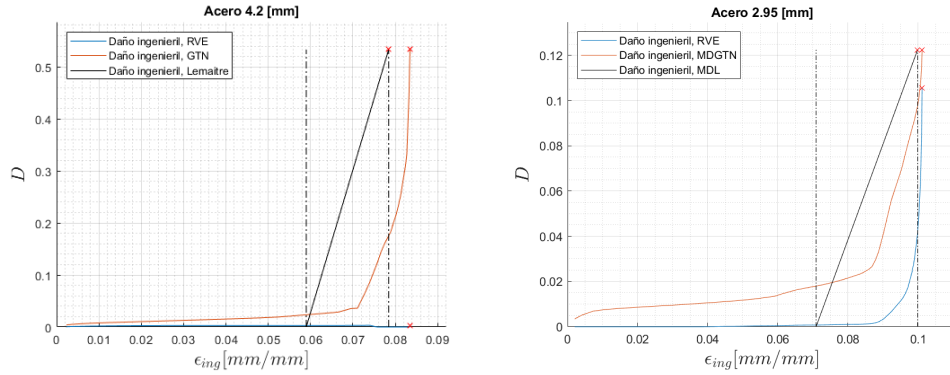 Acero 4.2 [mm]
Daño ingenieril, RVE
Daño ingenieril, GTN
Daño ingenieril, Lemaitre
0.5
0.4
0.3
0.2
0.1
0
D
0 0.01 0.02 0.03 0.04 0.05 0.06 0.07 0.08 0.09
ϵ_ing[mm/mm]
Acero 2.95 [mm]
Daño ingenieril, RVE
Daño ingenieril, MDGTN
Daño ingenieril, MDL
0.12
0.1
0.08
0.06
0.04
0.02
0
D
0 0.02 0.04 0.06 0.08 0.1
ϵ_ing[mm/mm]